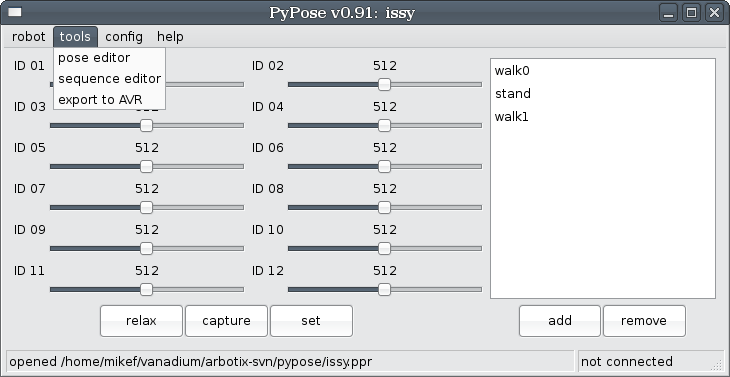 PyPose v0.91: issy
robot tools config help
pose editor
sequence editor
export to AVR
ID 01
ID 02 512
ID 03 512
ID 04 512
ID 05 512
ID 06 512
ID 07 512
ID 08 512
ID 09 512
ID 10 512
ID 11 512
ID 12 512
walk0
stand
walk1
relax capture set
add remove
opened /home/mikef/vanadium/arbotix-svn/pypose/issy.ppr
not connected